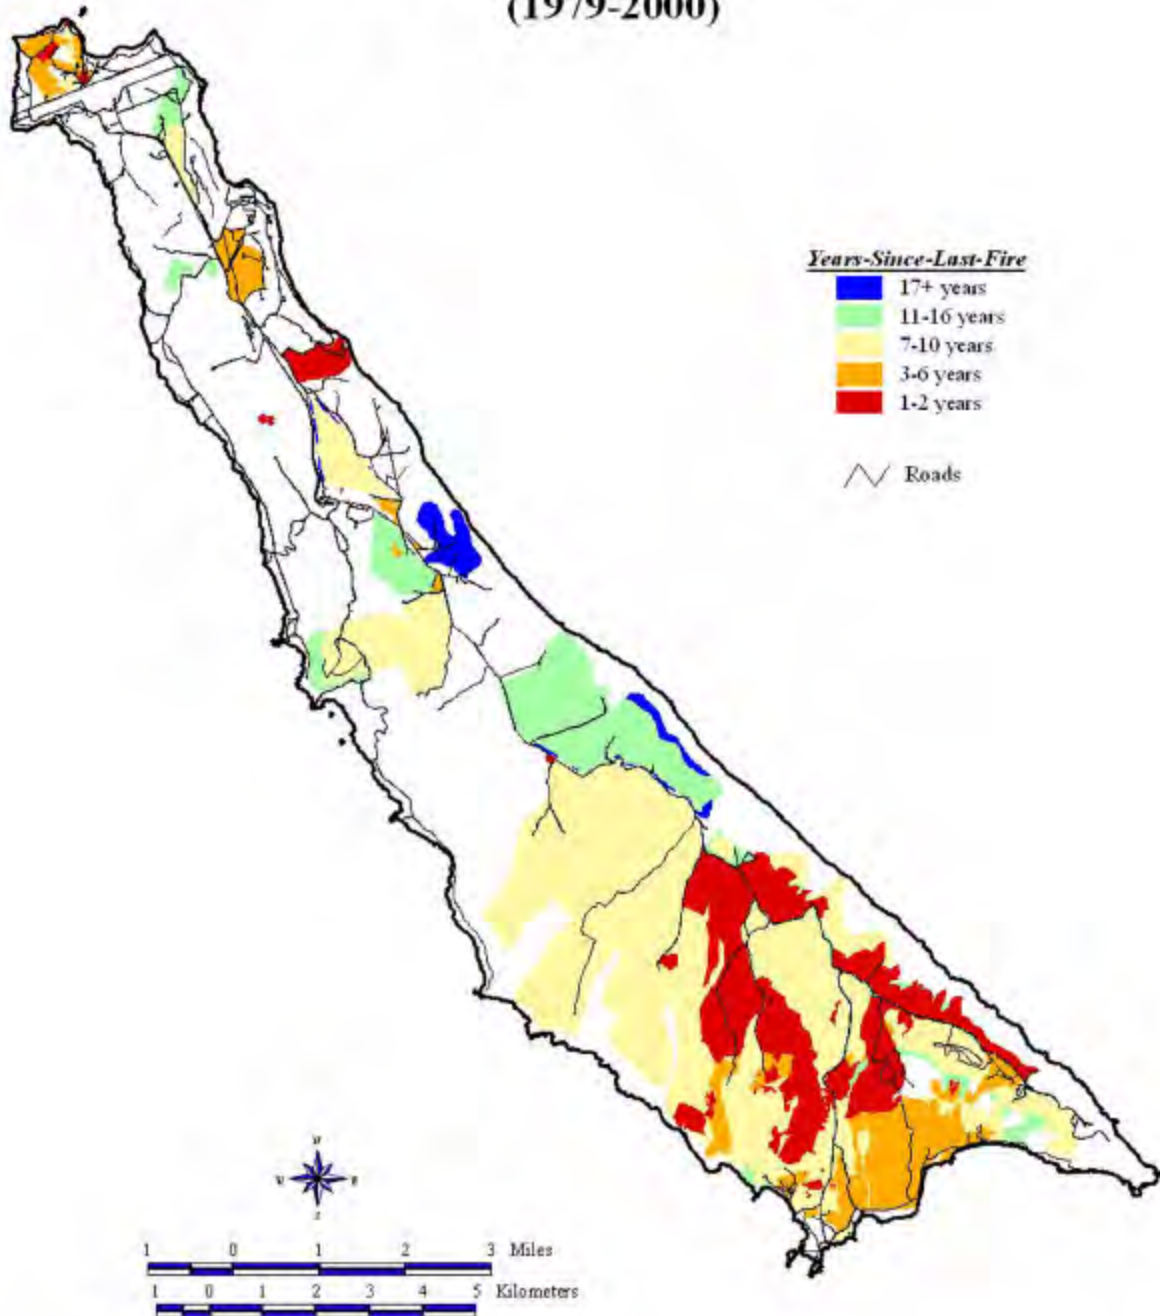 (1979-2000)
Years-Since-Last-Fire
17+ years
11-16 years
7-10 years
3-6 years
1-2 years
Roads
N
W E
S
1 0 1 2 3 Miles
1 0 1 2 3 4 5 Kilometers